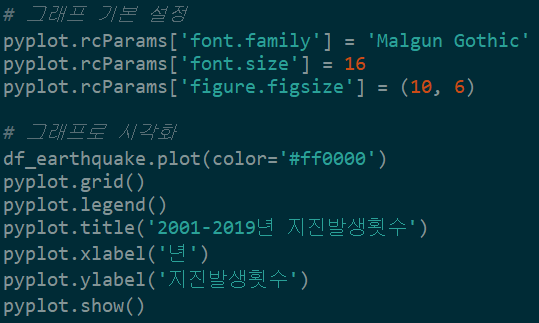 # 그래프 기본 설정
pyplot.rcParams['font.family'] = 'Malgun Gothic'
pyplot.rcParams['font.size'] = 16
pyplot.rcParams['figure.figsize'] = (10, 6)
# 그래프로 시각화
df_earthquake.plot(color='#ff0000')
pyplot.grid()
pyplot.legend()
pyplot.title('2001-2019년 지진발생횟수')
pyplot.xlabel('년')
pyplot.ylabel('지진발생횟수')
pyplot.show()